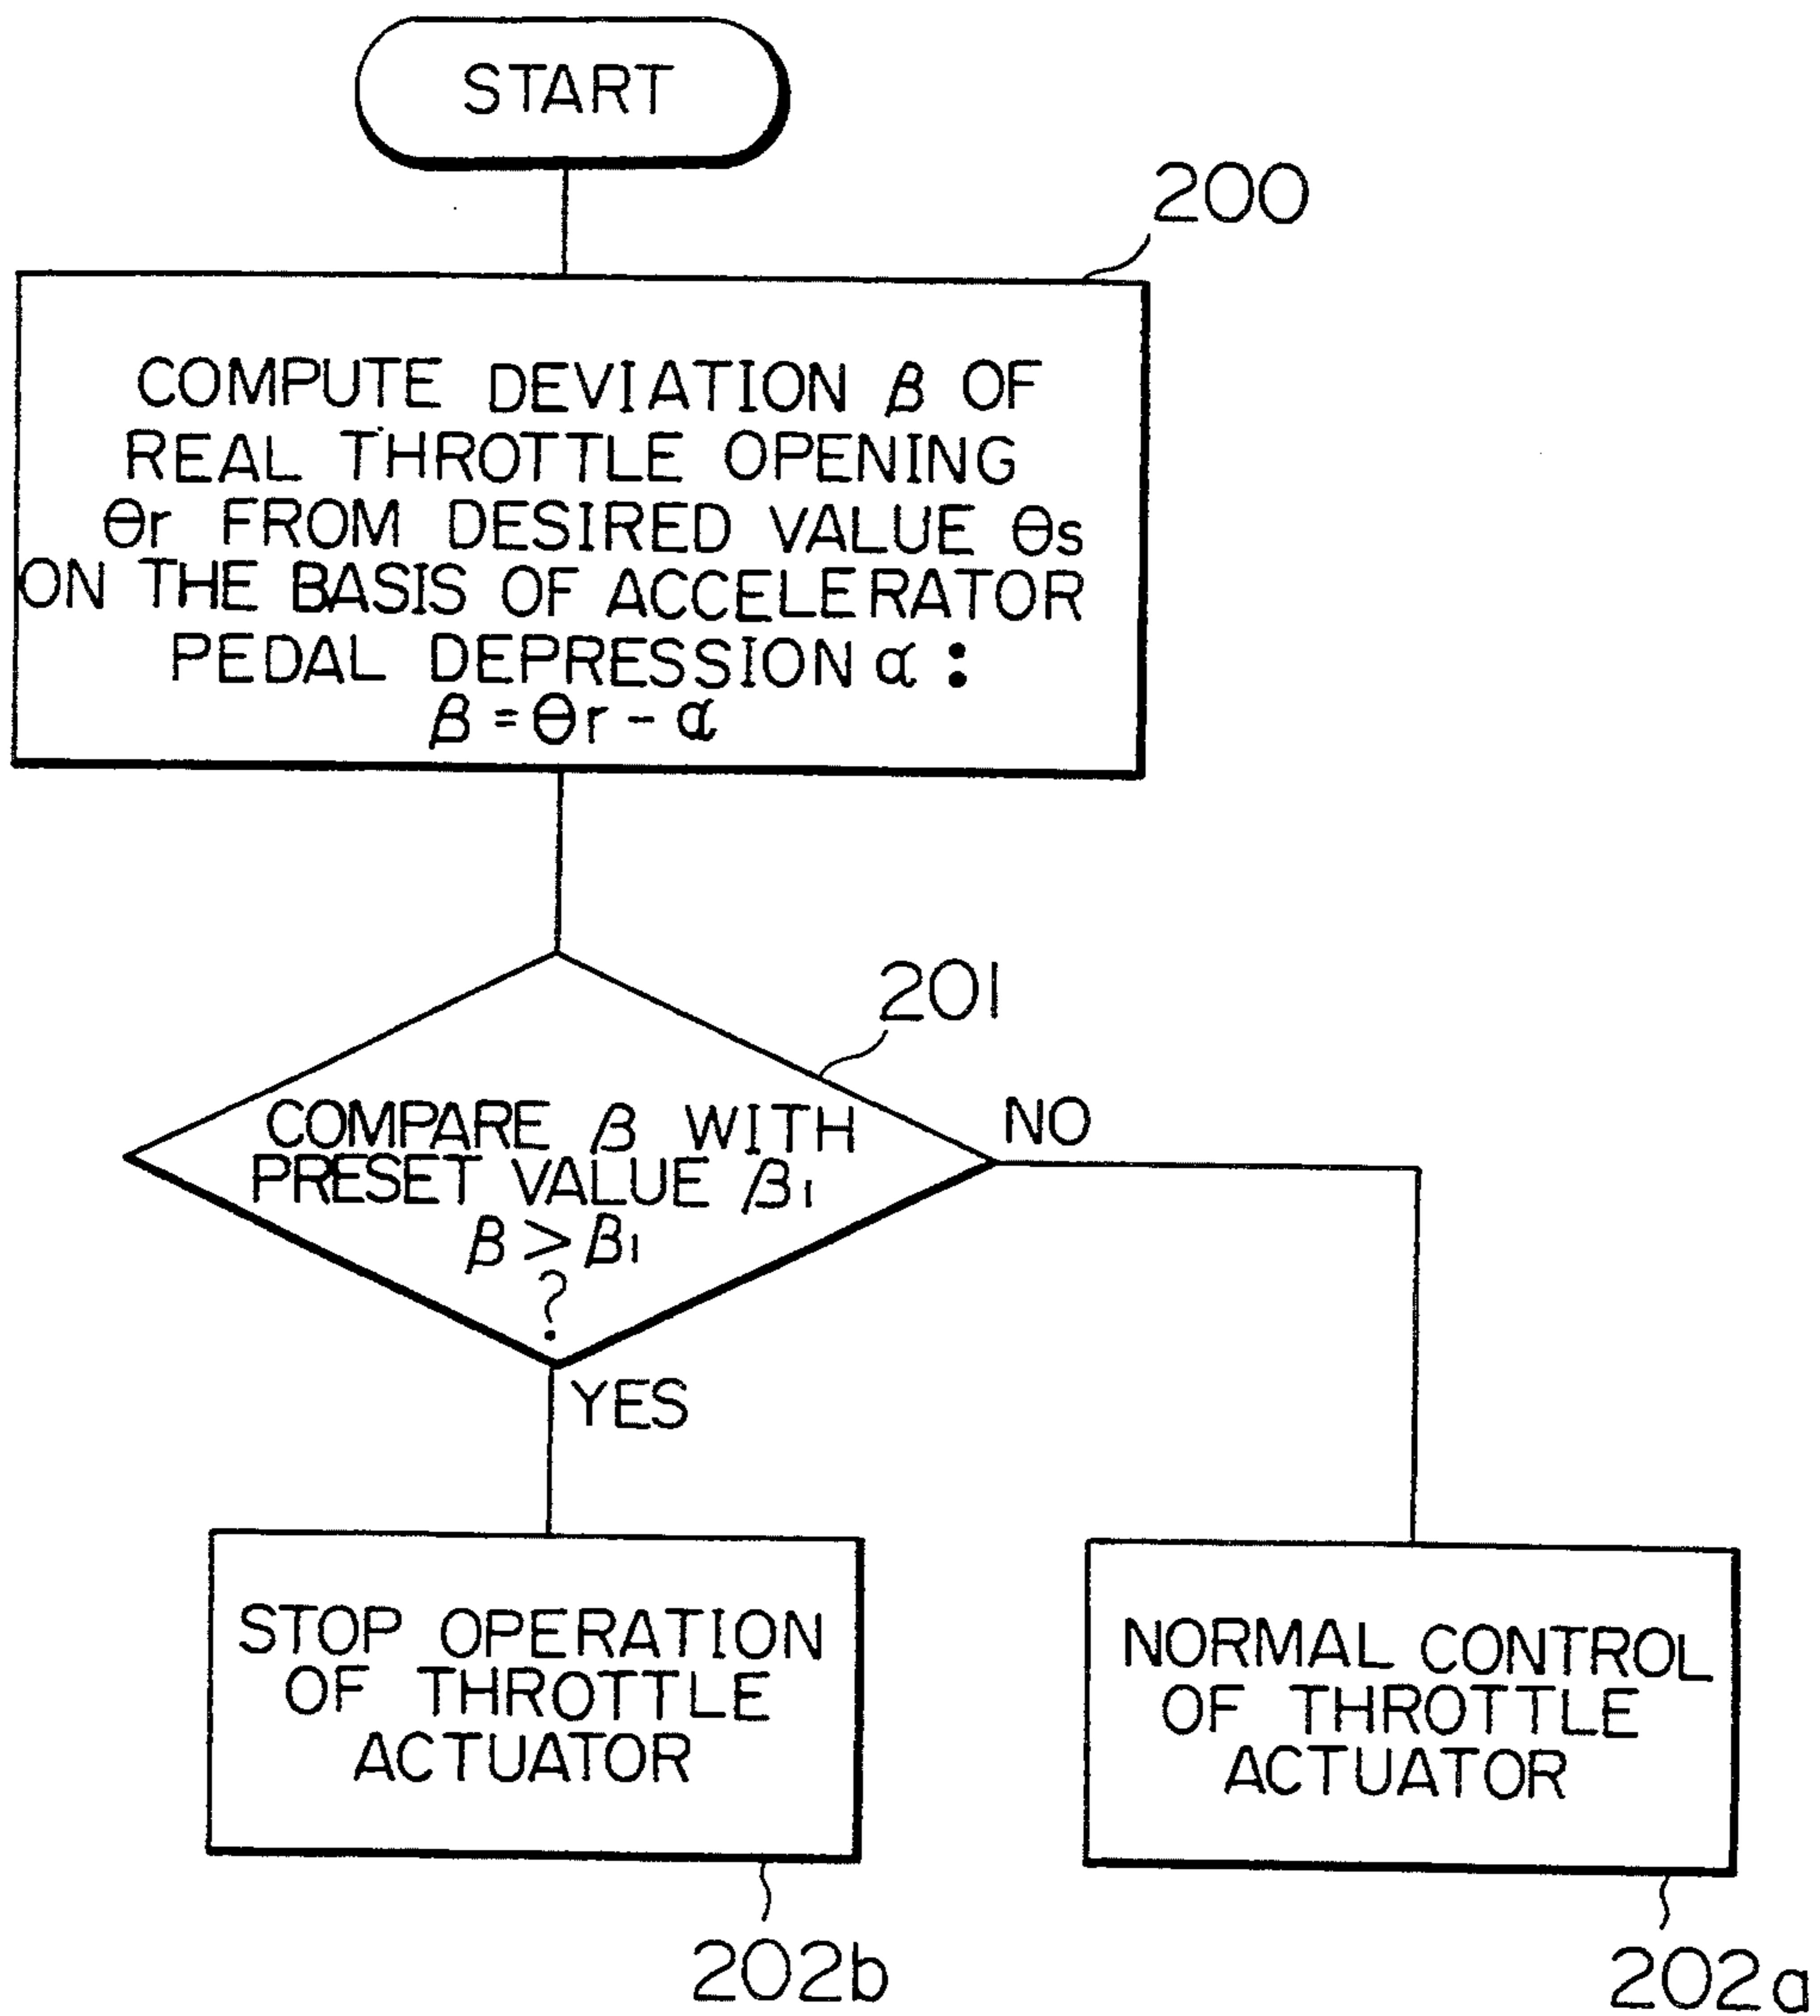 START
200
COMPUTE DEVIATION β OF
REAL THROTTLE OPENING
θr FROM DESIRED VALUE θs
ON THE BASIS OF ACCELERATOR
PEDAL DEPRESSION α :
β = θr - α
201
COMPARE β WITH
PRESET VALUE β1
β > β1
?
NO
YES
STOP OPERATION
OF THROTTLE
ACTUATOR
NORMAL CONTROL
OF THROTTLE
ACTUATOR
202b
202a